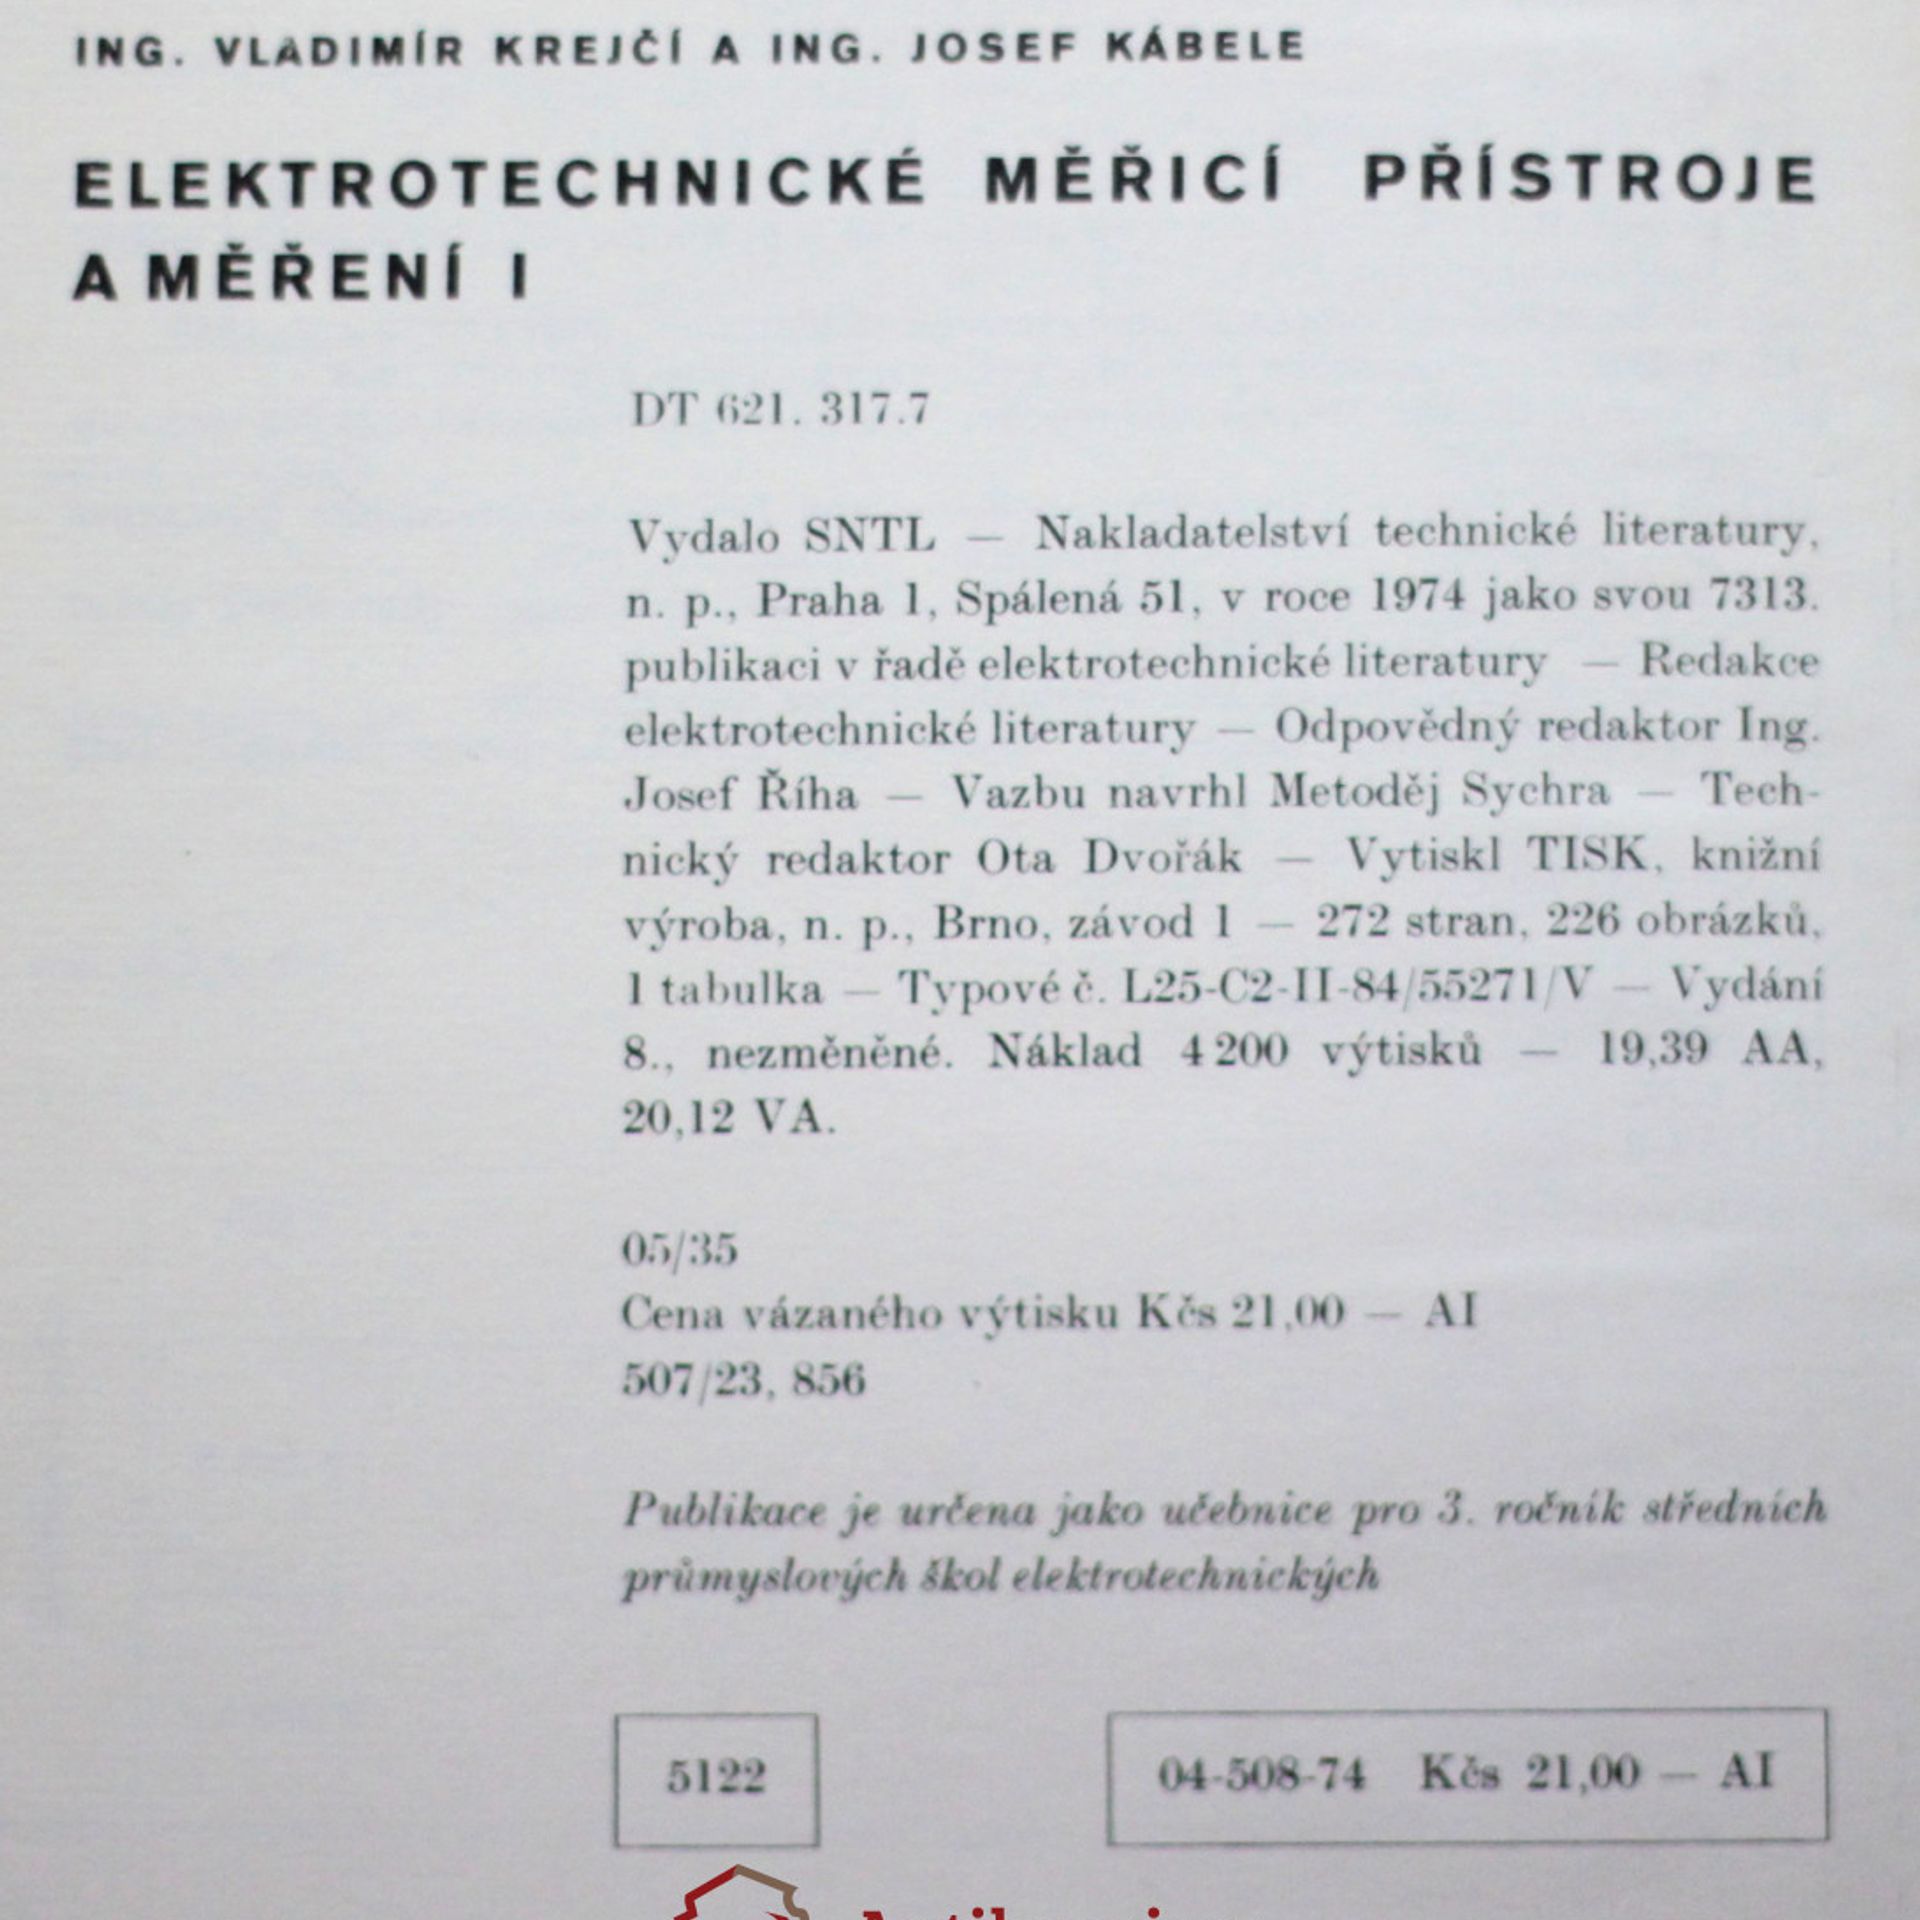 ING. VLADIMÍR KREJČÍ A ING. JOSEF KÁBELE
ELEKTROTECHNICKÉ MĚŘICÍ PŘÍSTROJE
A MĚŘENÍ I
DT 621. 317.7
Vydalo SNTL — Nakladatelství technické literatury,
n. p., Praha 1, Spálená 51, v roce 1974 jako svou 7313.
publikaci v řadě elektrotechnické literatury — Redakce
elektrotechnické literatury — Odpovědný redaktor Ing.
Josef Říha — Vazbu navrhl Metoděj Sychra — Tech-
nický redaktor Ota Dvořák — Vytiskl TISK, knižní
výroba, n. p., Brno, závod 1 — 272 stran, 226 obrázků,
1 tabulka — Typové č. L25-C2-II-84/55271/V — Vydání
8., nezměněné. Náklad 4 200 výtisků — 19,39 AA,
20,12 VA.
05/35
Cena vázaného výtisku Kčs 21,00 — AI
507/23, 856
Publikace je určena jako učebnice pro 3. ročník středních
průmyslových škol elektrotechnických
5122
04-508-74 Kčs 21,00 — AI